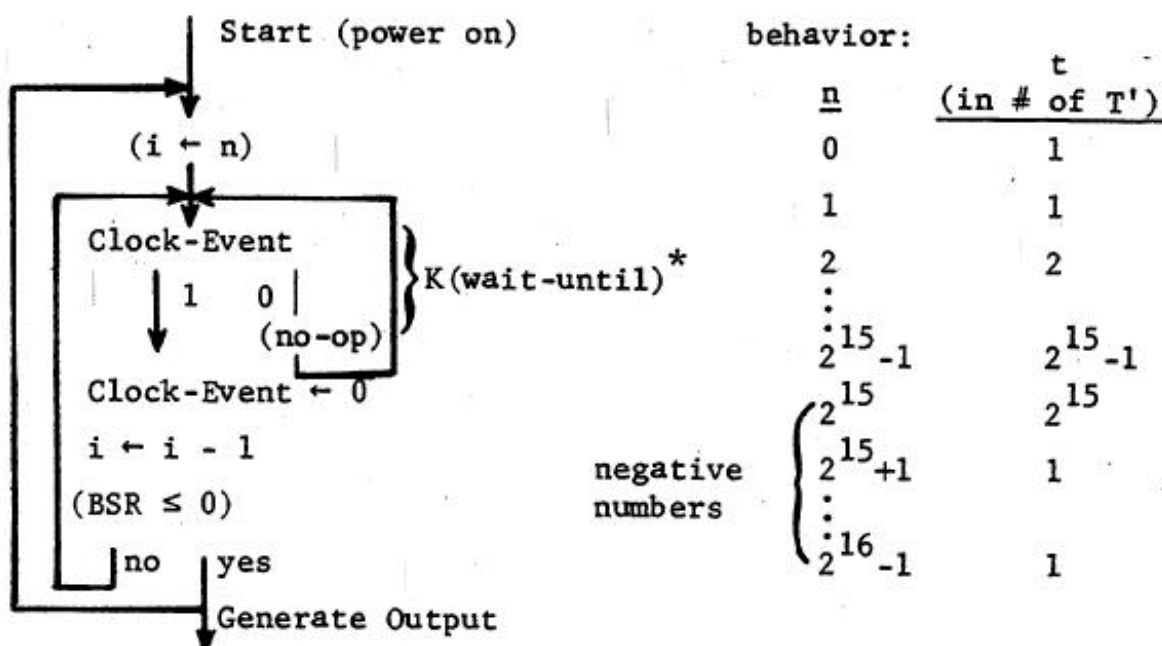 Start (power on)
(i ← n)
Clock-Event
1 0
(no-op)
K(wait-until)*
Clock-Event ← 0
i ← i - 1
(BSR ≤ 0)
no yes
Generate Output
behavior:
t
n (in # of T')
0 1
1 1
2 2
⋮
2^15-1 2^15-1
2^15 2^15
2^15+1 1
negative
numbers
⋮
2^16-1 1